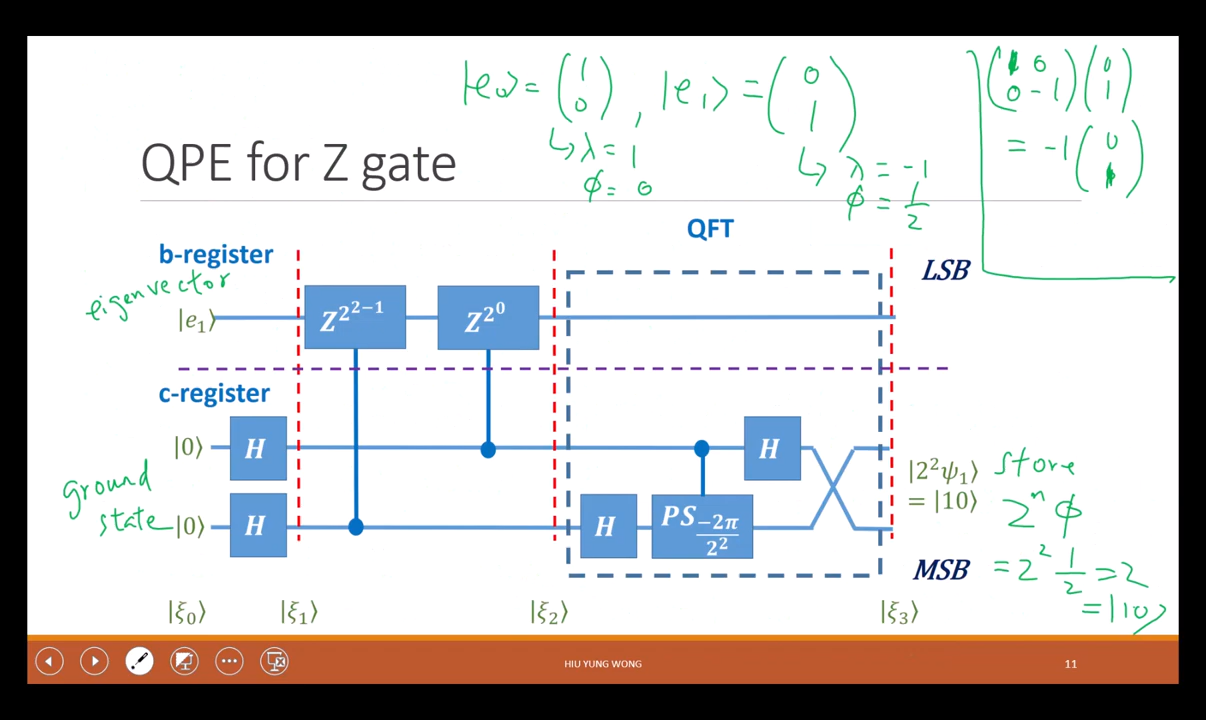 |e₀⟩ = (1 0) , |e₁⟩ = (0 1)
↳ λ = 1
ϕ = 0
↳ λ = -1
ϕ = 1/2
(1 0 0 -1)(0 1)
= -1(0 1)
QPE for Z gate
QFT
b-register
eigenvector
|e₁⟩
Z^{2^{2-1}}
Z^{2^0}
LSB
c-register
|0⟩
H
H
ground
state
|0⟩
H
H
PS_{-2π/2²}
|2²ψ₁⟩
= |10⟩
MSB
store
2ⁿ ϕ
= 2² 1/2 = 2
= |10⟩
|ξ₀⟩
|ξ₁⟩
|ξ₂⟩
|ξ₃⟩
HIU YUNG WONG
11